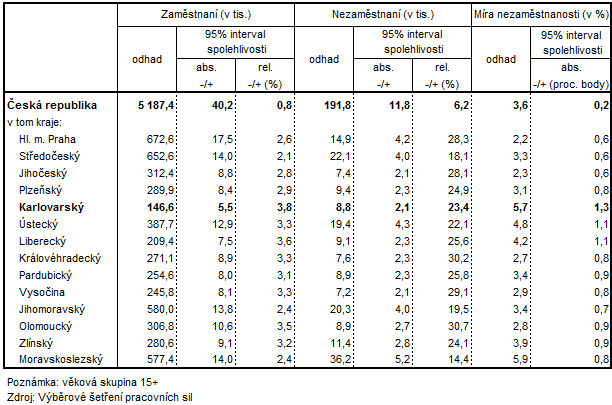 Zaměstnaní (v tis.) Nezaměstnaní (v tis.) Míra nezaměstnanosti (v %)
odhad 95% interval spolehlivosti odhad 95% interval spolehlivosti odhad 95% interval spolehlivosti
abs. -/+ rel. -/+ (%) abs. -/+ rel. -/+ (%) abs. -/+ (proc. body)
Česká republika 5 187,4 40,2 0,8 191,8 11,8 6,2 3,6 0,2
v tom kraje:
Hl. m. Praha 672,6 17,5 2,6 14,9 4,2 28,3 2,2 0,6
Středočeský 652,6 14,0 2,1 22,1 4,0 18,1 3,3 0,6
Jihočeský 312,4 8,8 2,8 7,4 2,1 28,1 2,3 0,6
Plzeňský 289,9 8,4 2,9 9,4 2,3 24,9 3,1 0,8
Karlovarský 146,6 5,5 3,8 8,8 2,1 23,4 5,7 1,3
Ústecký 387,7 12,9 3,3 19,4 4,3 22,1 4,8 1,1
Liberecký 209,4 7,5 3,6 9,1 2,3 25,6 4,2 1,1
Královéhradecký 271,1 8,9 3,3 7,6 2,3 30,2 2,7 0,8
Pardubický 254,6 8,0 3,1 8,9 2,3 25,8 3,4 0,9
Vysočina 245,8 8,1 3,3 7,2 2,1 29,1 2,9 0,8
Jihomoravský 580,0 13,8 2,4 20,3 4,0 19,5 3,4 0,7
Olomoucký 306,8 10,6 3,5 8,9 2,7 30,7 2,8 0,9
Zlínský 280,6 9,1 3,2 11,4 2,8 24,1 3,9 0,9
Moravskoslezský 577,4 14,0 2,4 36,2 5,2 14,4 5,9 0,8
Poznámka: věková skupina 15+
Zdroj: Výběrové šetření pracovních sil